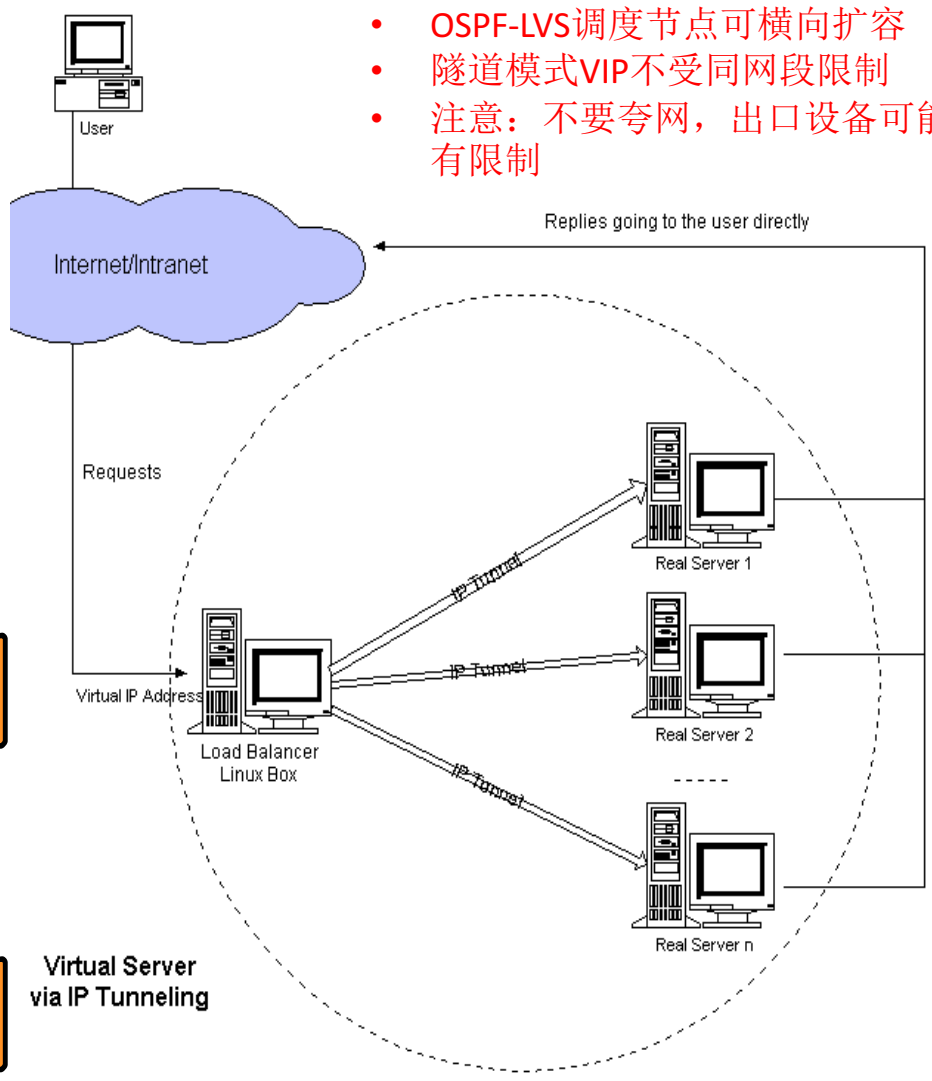 • OSPF-LVS调度节点可横向扩容
• 隧道模式VIP不受同网段限制
• 注意：不要夸网，出口设备可能
有限制
User
Replies going to the user directly
Internet/Intranet
Requests
IP Tunnel
Real Server 1
IP Tunnel
Virtual IP Address
Real Server 2
Load Balancer
Linux Box
IP Tunnel
Real Server n
Virtual Server
via IP Tunneling